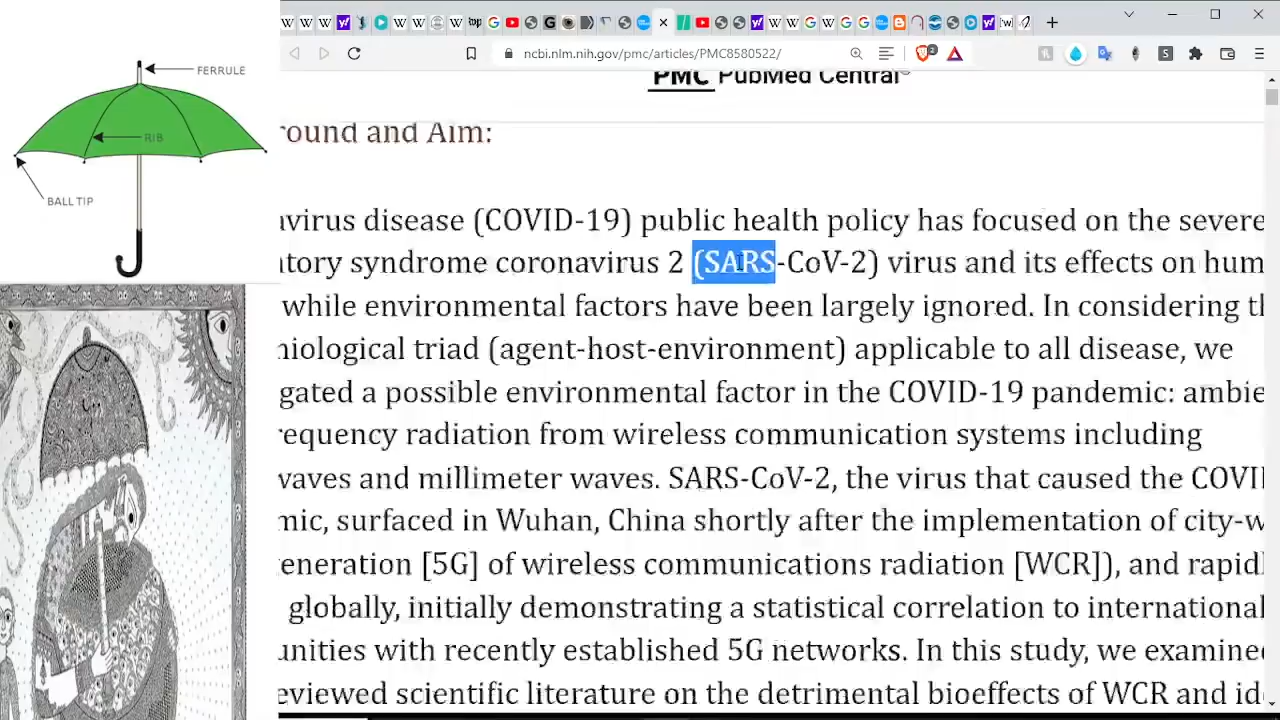 FERRULE
RIB
BALL TIP
top
ncbi.nlm.nih.gov/pmc/articles/PMC8580522/
2
PMC PubMed Central
round and Aim:
avirus disease (COVID-19) public health policy has focused on the severe
atory syndrome coronavirus 2 (SARS-CoV-2) virus and its effects on hum
while environmental factors have been largely ignored. In considering th
niological triad (agent-host-environment) applicable to all disease, we
gated a possible environmental factor in the COVID-19 pandemic: ambie
requency radiation from wireless communication systems including
waves and millimeter waves. SARS-CoV-2, the virus that caused the COVI
mic, surfaced in Wuhan, China shortly after the implementation of city-w
eneration [5G] of wireless communications radiation [WCR]), and rapidl
globally, initially demonstrating a statistical correlation to international
unities with recently established 5G networks. In this study, we examined
eviewed scientific literature on the detrimental bioeffects of WCR and ide